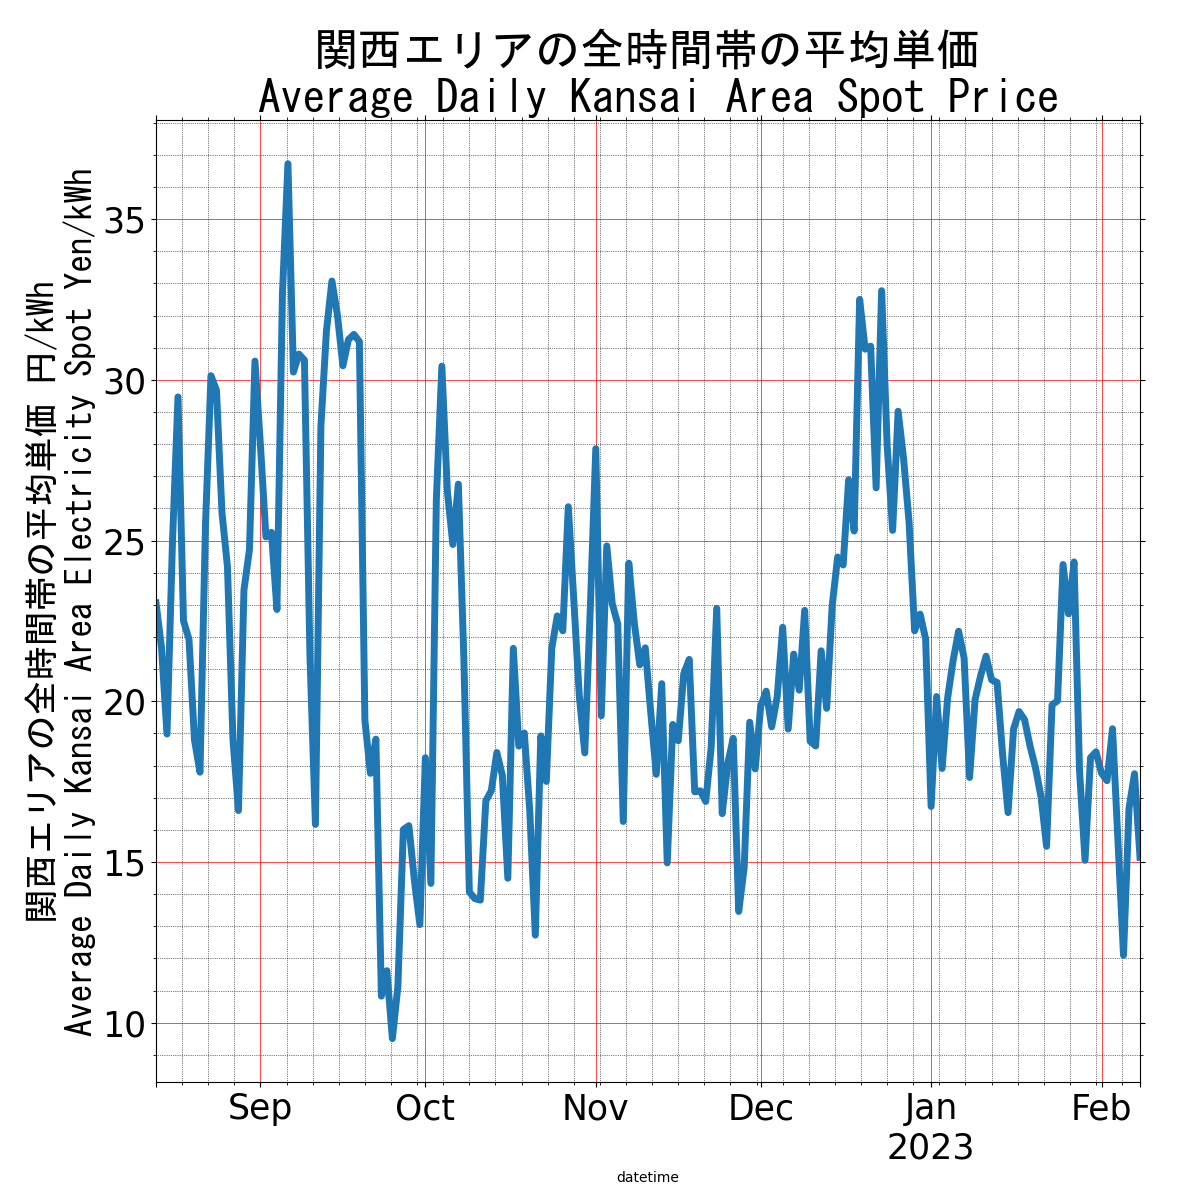 関西エリアの全時間帯の平均単価
Average Daily Kansai Area Spot Price
関西エリアの全時間帯の平均単価 円/kWh
Average Daily Kansai Area Electricity Spot Yen/kWh
35
30
25
20
15
10
Sep Oct Nov Dec Jan Feb
2023
datetime